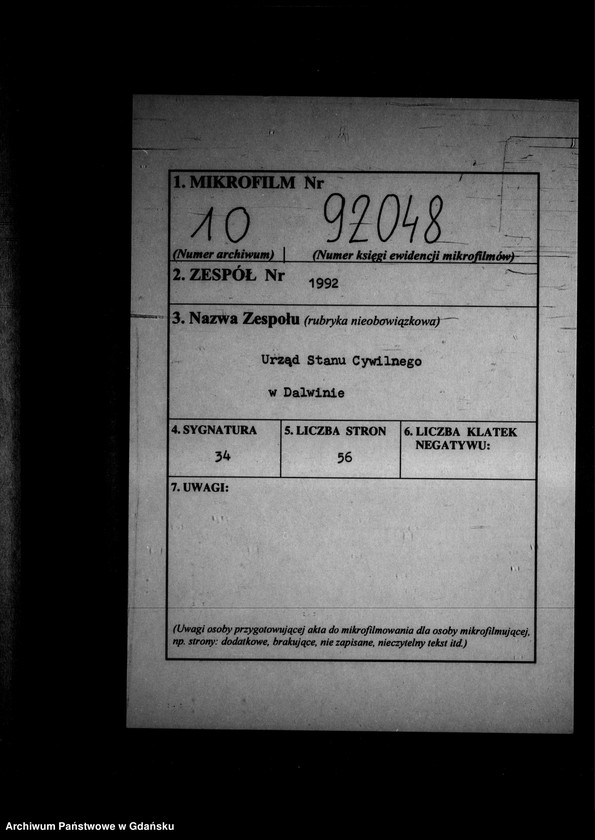 1. MIKROFILM Nr
10 92048
(Numer archiwum) (Numer księgi ewidencji mikrofilmów)
2. ZESPÓŁ Nr 1992
3. Nazwa Zespołu (rubryka nieobowiązkowa)
Urząd Stanu Cywilnego
w Dalwinie
4. SYGNATURA 5. LICZBA STRON 6. LICZBA KLATEK
NEGATYWU:
34 56
7. UWAGI:
(Uwagi osoby przygotowującej akta do mikrofilmowania dla osoby mikrofilmującej,
np. strony: dodatkowe, brakujące, nie zapisane, nieczytelny tekst itd.)
Archiwum Państwowe w Gdańsku